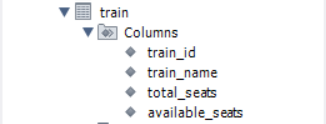 train
Columns
train_id
train_name
total_seats
available_seats